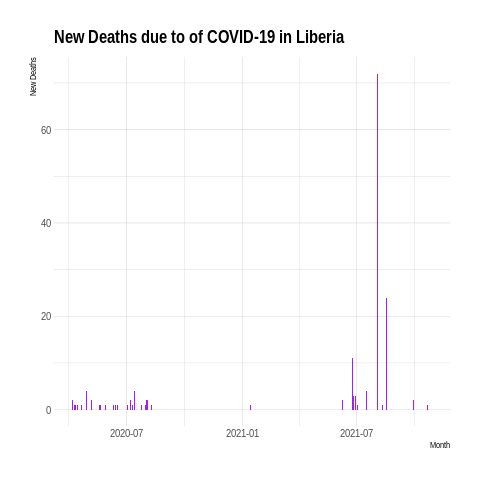 New Deaths due to of COVID-19 in Liberia
New Deaths
60
40
20
0
2020-07
2021-01
2021-07
Month